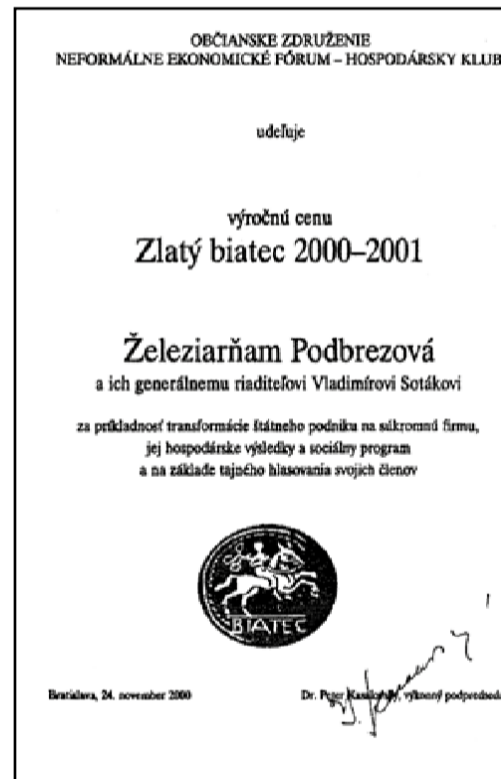 OBČIANSKE ZDRUŽENIE
NEFORMÁLNE EKONOMICKÉ FÓRUM – HOSPODÁRSKY KLUB
udeľuje
výročnú cenu
Zlatý biatec 2000–2001
Železiarňam Podbrezová
a ich generálnemu riaditeľovi Vladimírovi Sotákovi
za príkladnosť transformácie štátneho podniku na súkromnú firmu,
jej hospodárske výsledky a sociálny program
a na základe tajného hlasovania svojich členov
BIATEC
Bratislava, 24. november 2000
Dr. Peter výkonný podpredseda